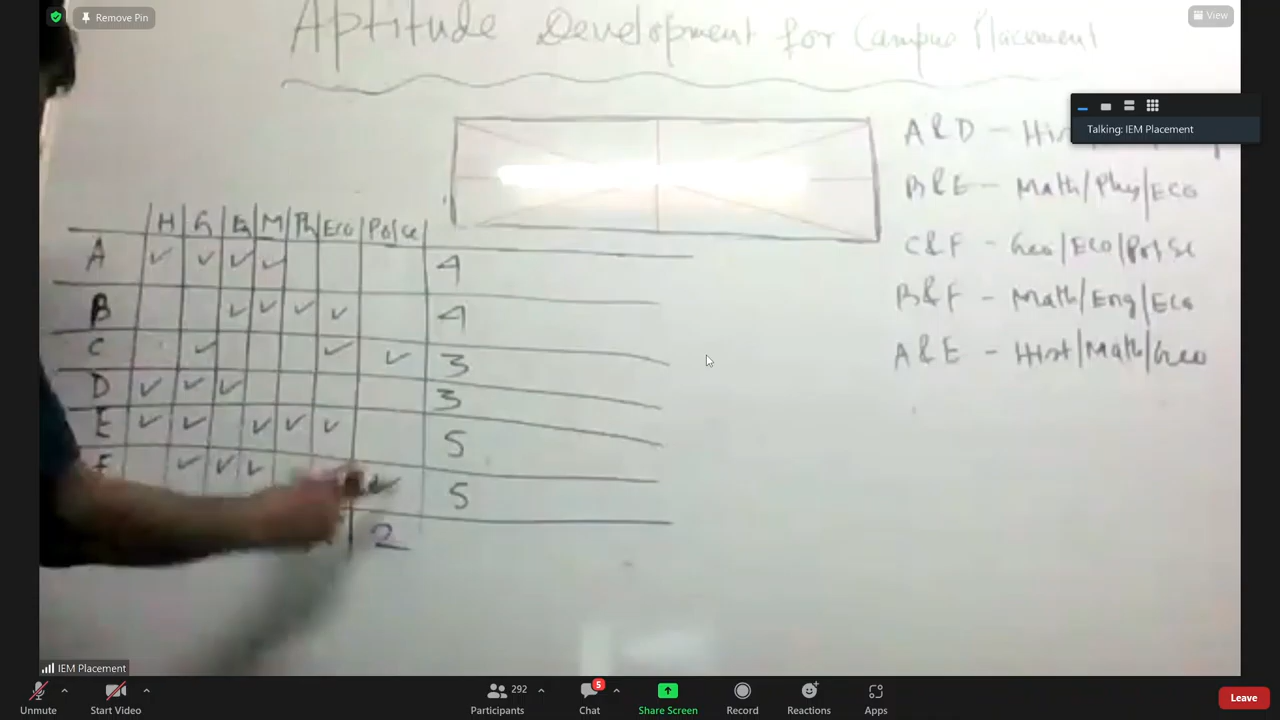 Remove Pin
View
Aptitude Development for Campus Placement
Talking: IEM Placement
A & D -
B & E - Math/Phy/ECO
C & F - Geo/ECO/Pol Sc
B & F - Math/Eng/Eco
A & E - Hist/Math/Geo
H G E M Ph Eco Pol Sc
A ✓ ✓ ✓ ✓ 4
B ✓ ✓ ✓ ✓ 4
C ✓ ✓ ✓ 3
D ✓ ✓ ✓ 3
E ✓ ✓ ✓ ✓ ✓ 5
F ✓ ✓ ✓ ✓ 5
2
IEM Placement
Unmute
Start Video
292
Participants
5
Chat
Share Screen
Record
Reactions
Apps
Leave